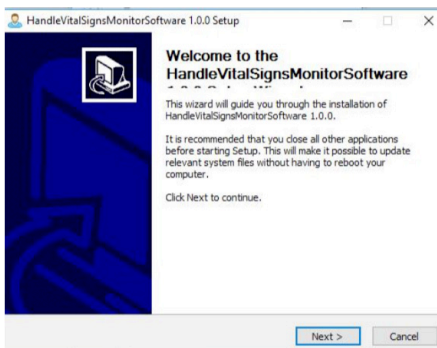 HandleVitalSignsMonitorSoftware 1.0.0 Setup
Welcome to the
HandleVitalSignsMonitorSoftware
This wizard will guide you through the installation of
HandleVitalSignsMonitorSoftware 1.0.0.
It is recommended that you close all other applications
before starting Setup. This will make it possible to update
relevant system files without having to reboot your
computer.
Click Next to continue.
Next >
Cancel